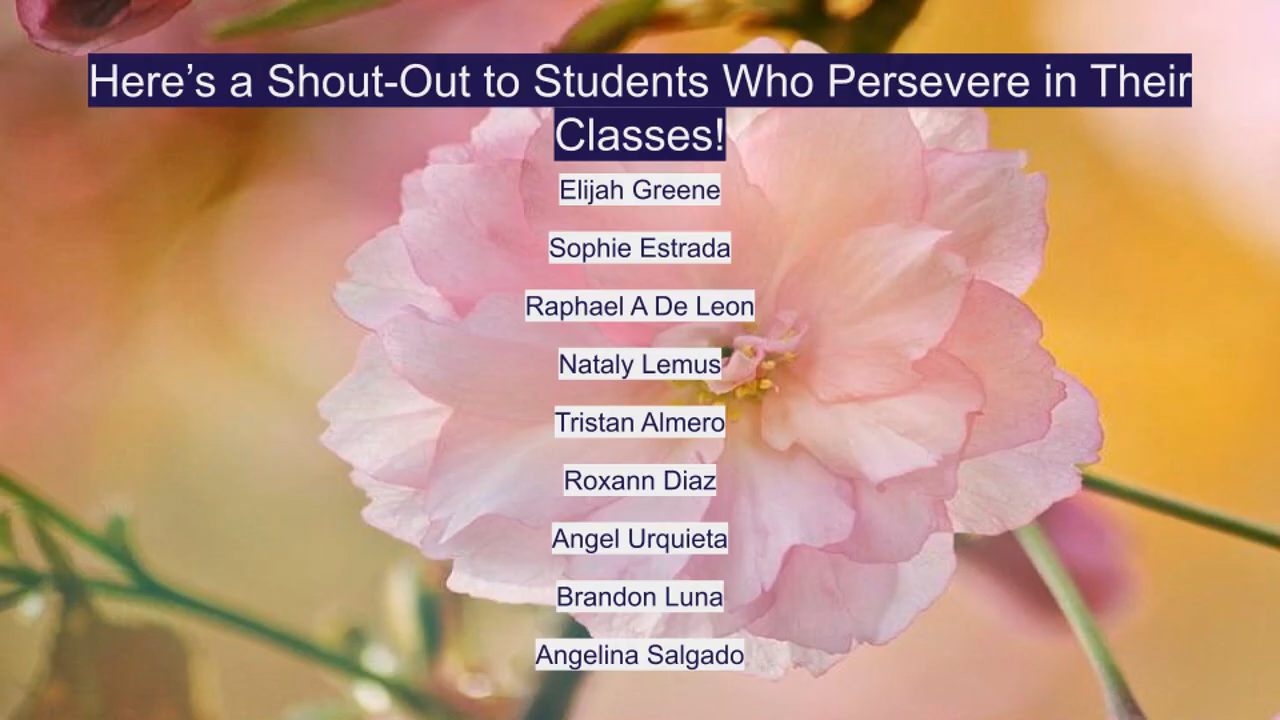 Here’s a Shout-Out to Students Who Persevere in Their
Classes!
Elijah Greene
Sophie Estrada
Raphael A De Leon
Nataly Lemus
Tristan Almero
Roxann Diaz
Angel Urquieta
Brandon Luna
Angelina Salgado